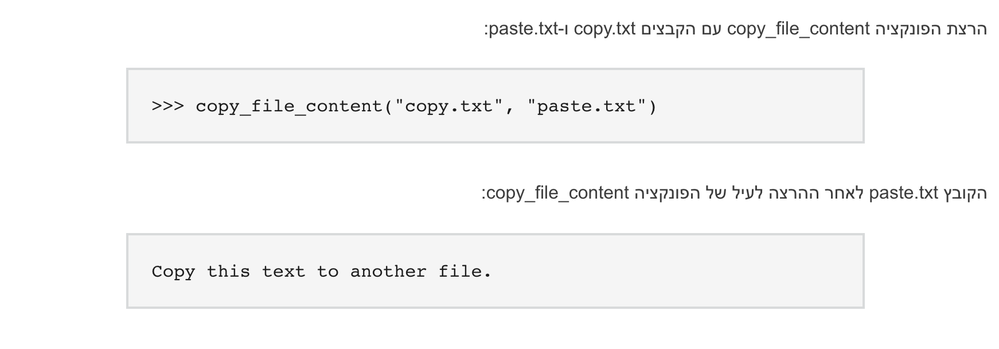 הרצת הפונקציה copy_file_content עם הקבצים copy.txt ו-paste.txt:
>>> copy_file_content("copy.txt", "paste.txt")
הקובץ paste.txt לאחר ההרצה לעיל של הפונקציה copy_file_content:
Copy this text to another file.